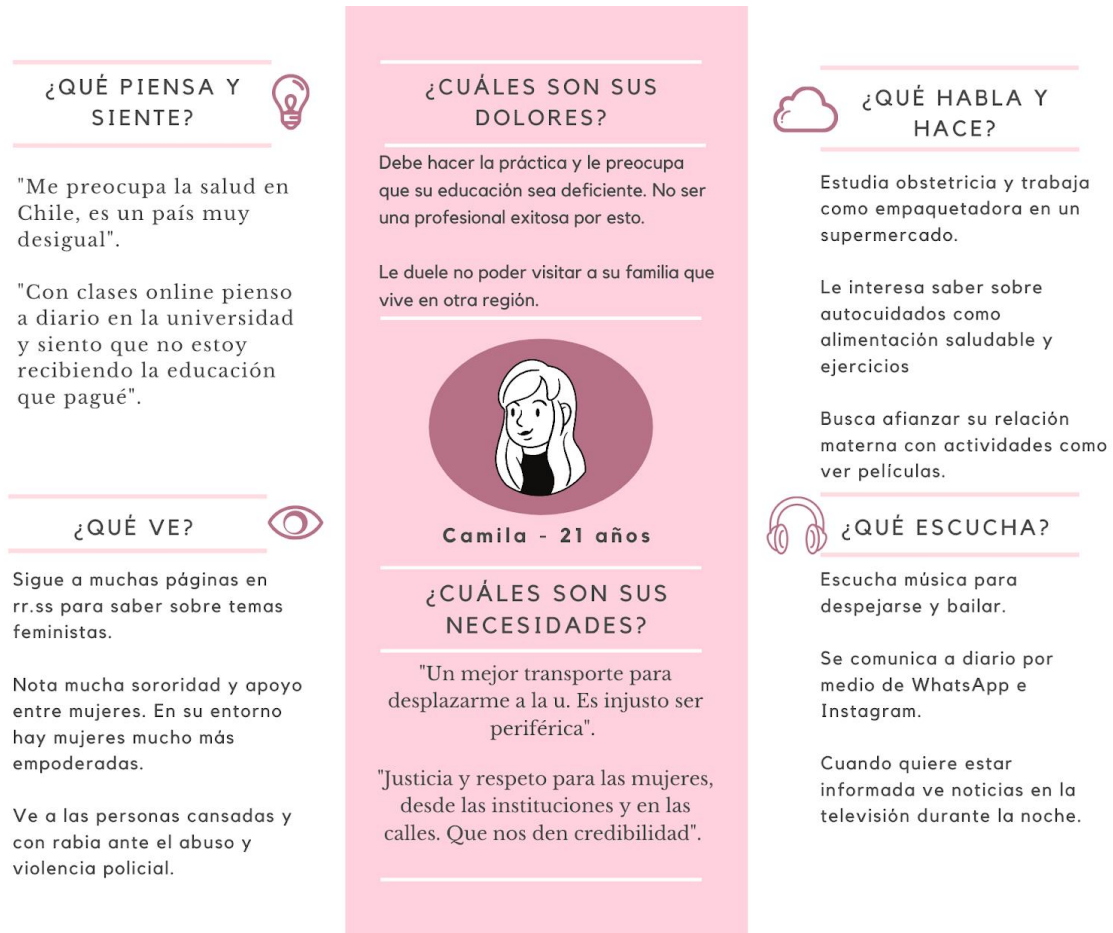 ¿QUÉ PIENSA Y
SIENTE?
"Me preocupa la salud en
Chile, es un país muy
desigual".
"Con clases online pienso
a diario en la universidad
y siento que no estoy
recibiendo la educación
que pagué".
¿QUÉ VE?
Sigue a muchas páginas en
rr.ss para saber sobre temas
feministas.
Nota mucha sororidad y apoyo
entre mujeres. En su entorno
hay mujeres mucho más
empoderadas.
Ve a las personas cansadas y
con rabia ante el abuso y
violencia policial.
¿CUÁLES SON SUS
DOLORES?
Debe hacer la práctica y le preocupa
que su educación sea deficiente. No ser
una profesional exitosa por esto.
Le duele no poder visitar a su familia que
vive en otra región.
Camila - 21 años
¿CUÁLES SON SUS
NECESIDADES?
"Un mejor transporte para
desplazarme a la u. Es injusto ser
periférica".
"Justicia y respeto para las mujeres,
desde las instituciones y en las
calles. Que nos den credibilidad".
¿QUÉ HABLA Y
HACE?
Estudia obstetricia y trabaja
como empaquetadora en un
supermercado.
Le interesa saber sobre
autocuidados como
alimentación saludable y
ejercicios
Busca afianzar su relación
materna con actividades como
ver películas.
¿QUÉ ESCUCHA?
Escucha música para
despejarse y bailar.
Se comunica a diario por
medio de WhatsApp e
Instagram.
Cuando quiere estar
informada ve noticias en la
televisión durante la noche.